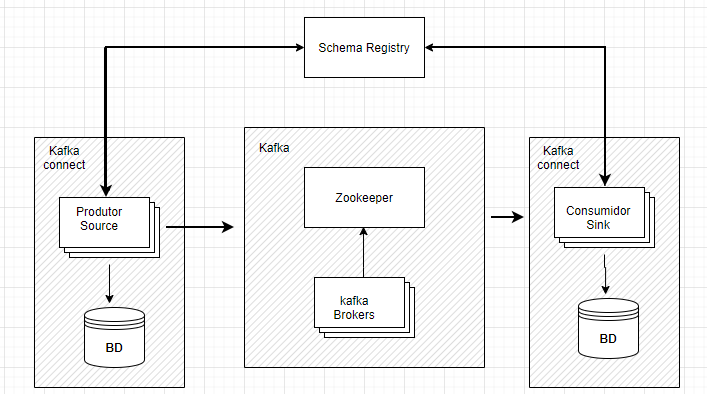 Schema Registry
Kafka
connect
Produtor
Source
BD
Kafka
Zookeeper
kafka
Brokers
Kafka
connect
Consumidor
Sink
BD